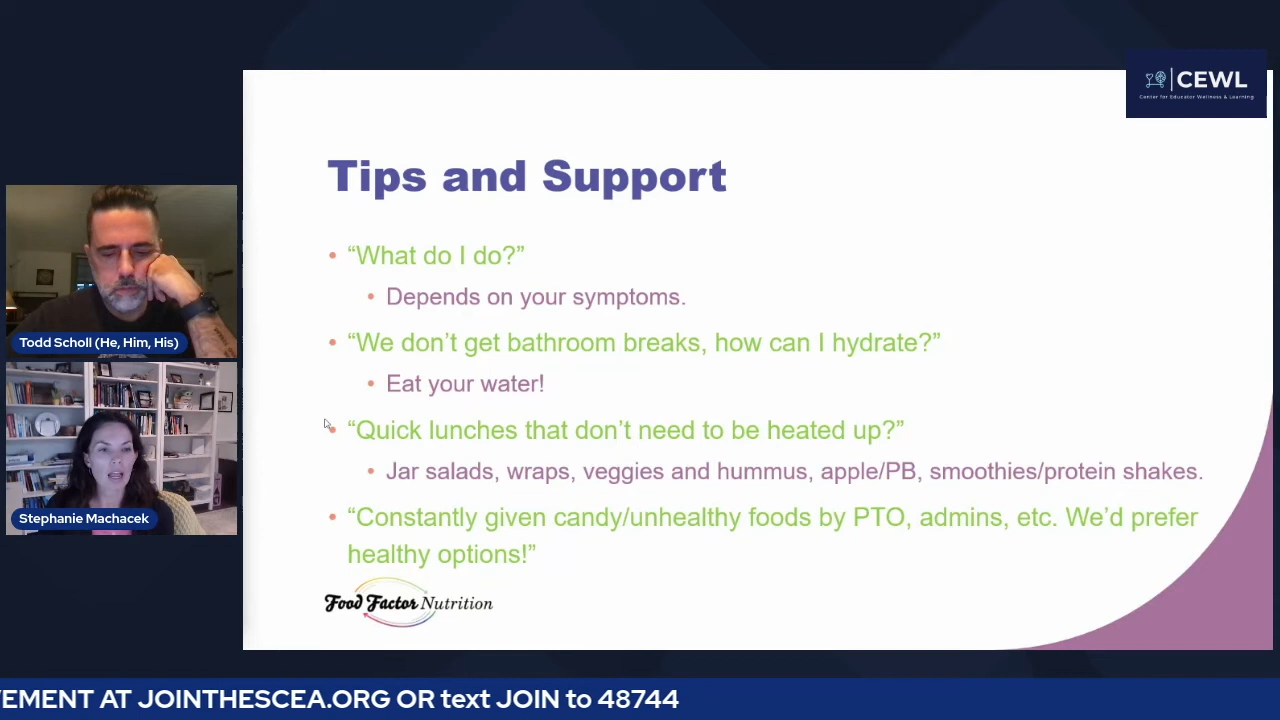 CEWL
Center for Educator Wellness & Learning
Tips and Support
• “What do I do?”
• Depends on your symptoms.
• “We don’t get bathroom breaks, how can I hydrate?”
• Eat your water!
• “Quick lunches that don’t need to be heated up?”
• Jar salads, wraps, veggies and hummus, apple/PB, smoothies/protein shakes.
• “Constantly given candy/unhealthy foods by PTO, admins, etc. We’d prefer
healthy options!”
Food Factor Nutrition
Todd Scholl (He, Him, His)
Stephanie Machacek
VEMENT AT JOINTHESCEA.ORG OR text JOIN to 48744